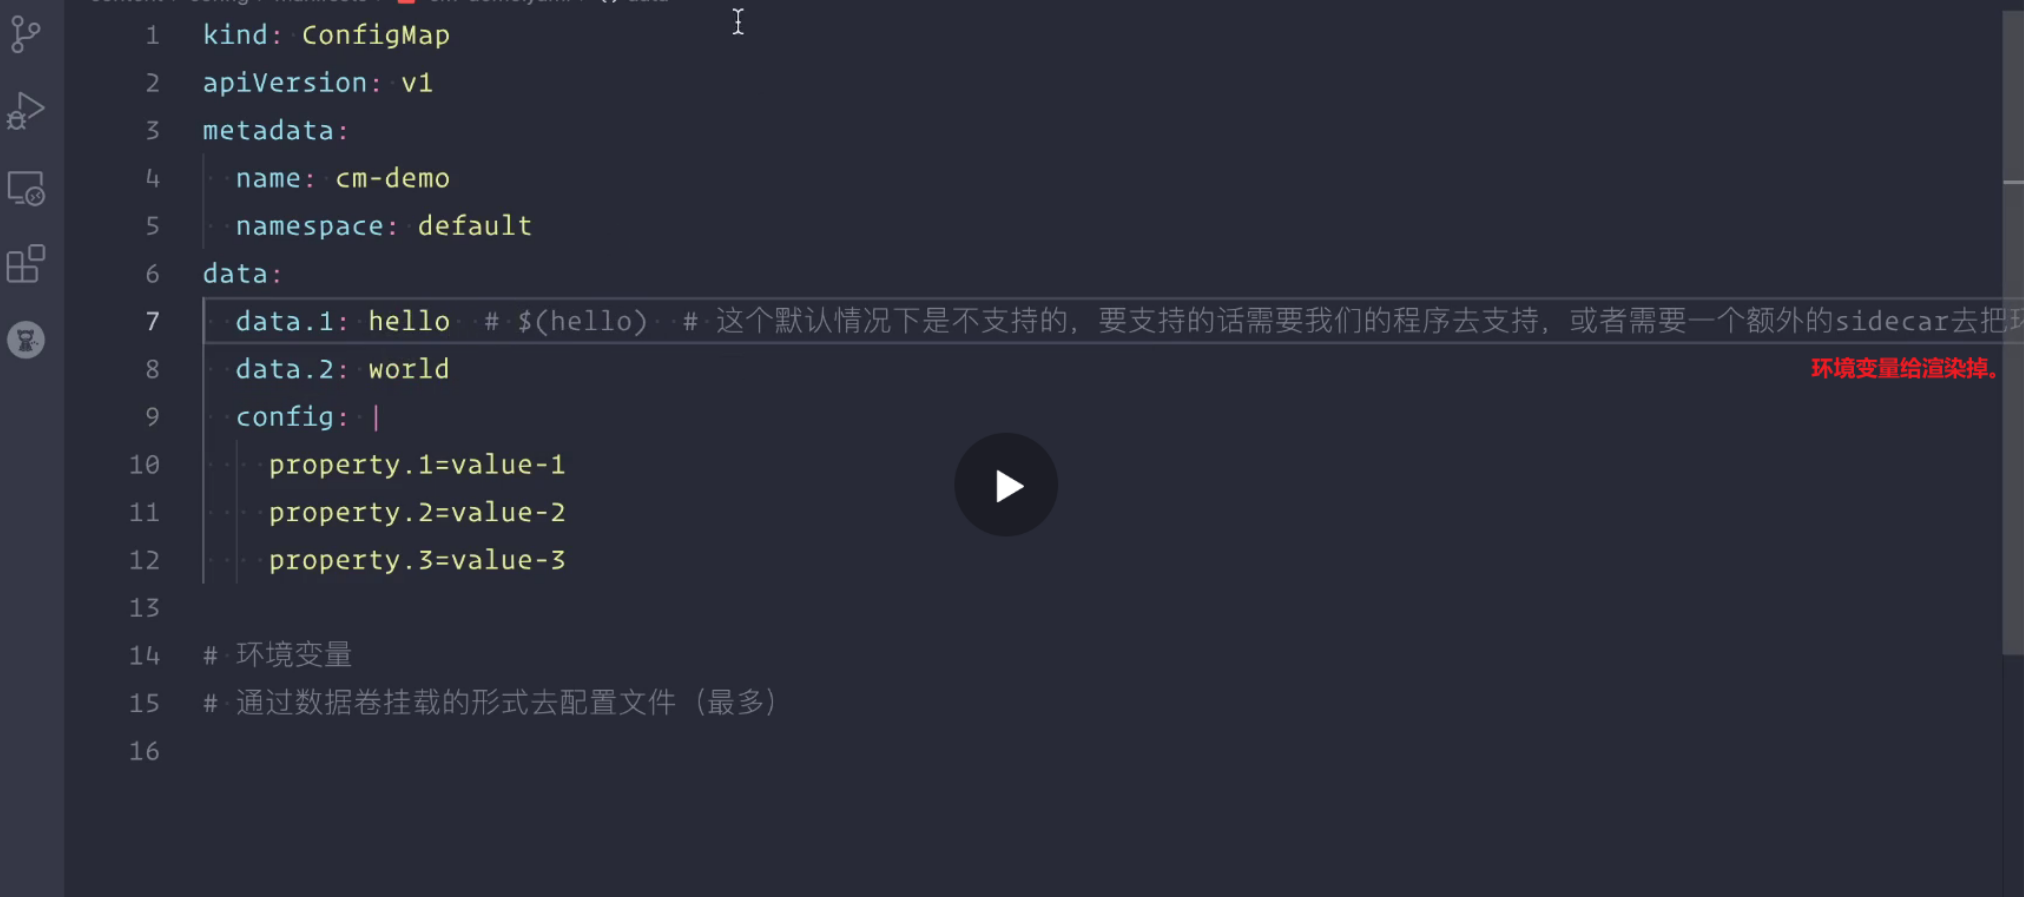 1 kind: ConfigMap
2 apiVersion: v1
3 metadata:
4 name: cm-demo
5 namespace: default
6 data:
7 data.1: hello # $(hello) # 这个默认情况下是不支持的，要支持的话需要我们的程序去支持，或者需要一个额外的sidecar去把环
8 data.2: world
环境变量给渲染掉。
9 config: |
10 property.1=value-1
11 property.2=value-2
12 property.3=value-3
13
14 # 环境变量
15 # 通过数据卷挂载的形式去配置文件（最多）
16